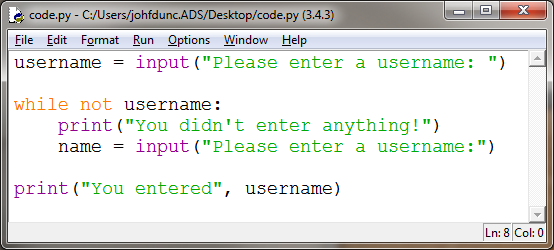 code.py - C:/Users/johfdunc.ADS/Desktop/code.py (3.4.3)
File Edit Format Run Options Window Help
username = input("Please enter a username: ")
while not username:
    print("You didn't enter anything!")
    name = input("Please enter a username:")
print("You entered", username)
Ln: 8 Col: 0